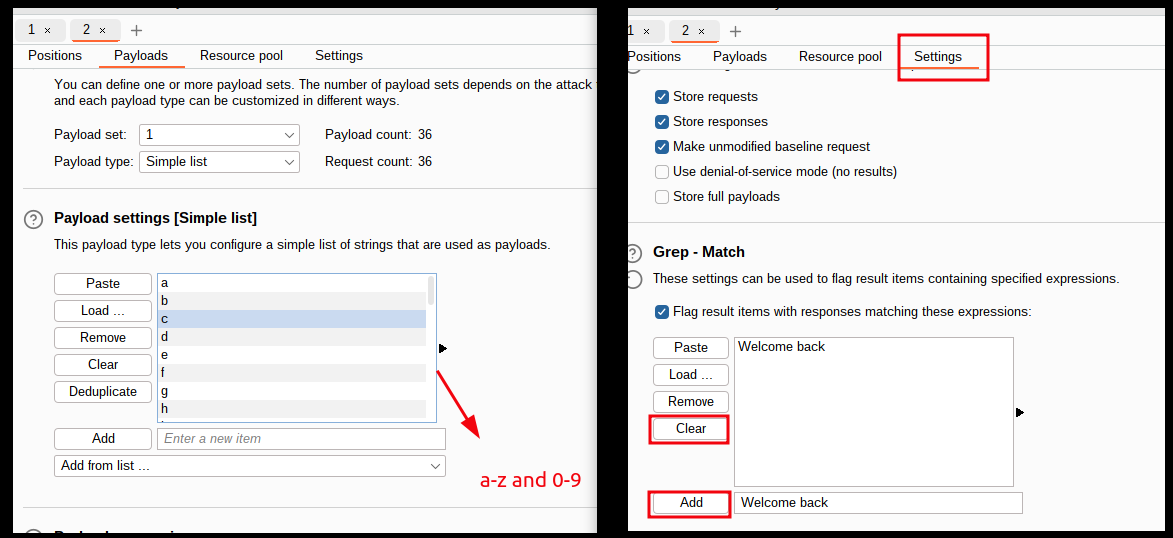 1 × 2 × +
Positions Payloads Resource pool Settings
You can define one or more payload sets. The number of payload sets depends on the attack
and each payload type can be customized in different ways.
Payload set: 1 Payload count: 36
Payload type: Simple list Request count: 36
? Payload settings [Simple list]
This payload type lets you configure a simple list of strings that are used as payloads.
Paste
Load ...
Remove
Clear
Deduplicate
a
b
c
d
e
f
g
h
Add Enter a new item
Add from list ...
a-z and 0-9
1 × 2 × +
Positions Payloads Resource pool Settings
Store requests
Store responses
Make unmodified baseline request
Use denial-of-service mode (no results)
Store full payloads
? Grep - Match
These settings can be used to flag result items containing specified expressions.
Flag result items with responses matching these expressions:
Paste
Load ...
Remove
Clear
Welcome back
Add Welcome back